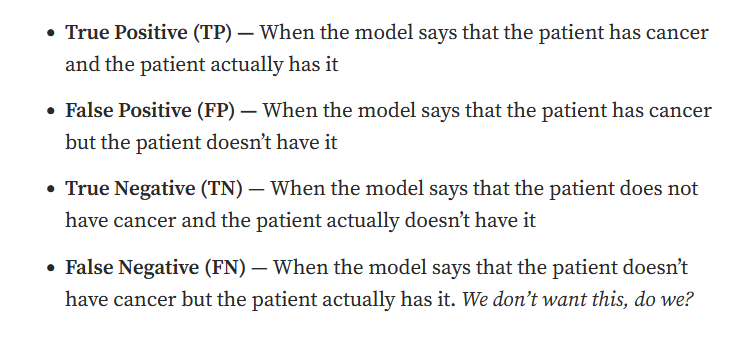 • True Positive (TP) — When the model says that the patient has cancer
and the patient actually has it
• False Positive (FP) — When the model says that the patient has cancer
but the patient doesn’t have it
• True Negative (TN) — When the model says that the patient does not
have cancer and the patient actually doesn’t have it
• False Negative (FN) — When the model says that the patient doesn’t
have cancer but the patient actually has it. We don’t want this, do we?